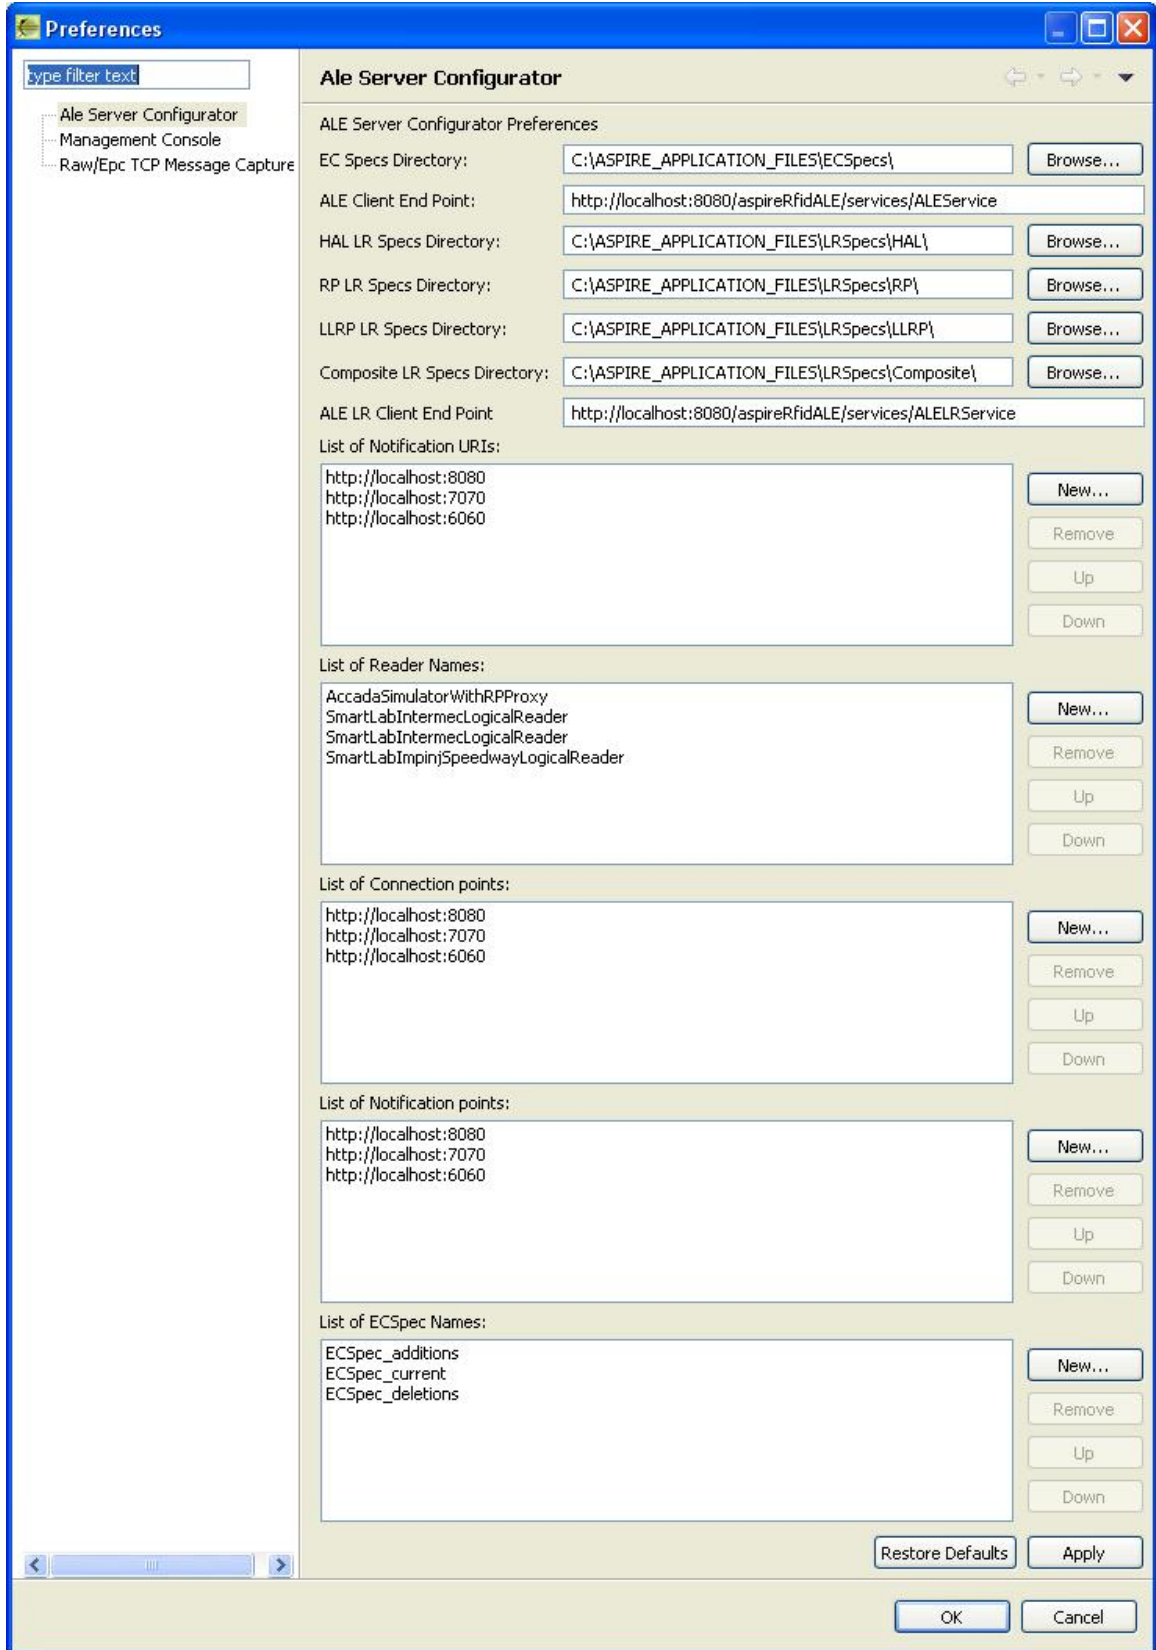 Preferences
type filter text
Ale Server Configurator
Management Console
Raw/Epc TCP Message Capture
Ale Server Configurator
ALE Server Configurator Preferences
EC Specs Directory: C:\ASPIRE_APPLICATION_FILES\ECSpecs\ Browse...
ALE Client End Point: http://localhost:8080/aspireRfidALE/services/ALEService
HAL LR Specs Directory: C:\ASPIRE_APPLICATION_FILES\LRSpecs\HAL\ Browse...
RP LR Specs Directory: C:\ASPIRE_APPLICATION_FILES\LRSpecs\RP\ Browse...
LLRP LR Specs Directory: C:\ASPIRE_APPLICATION_FILES\LRSpecs\LLRP\ Browse...
Composite LR Specs Directory: C:\ASPIRE_APPLICATION_FILES\LRSpecs\Composite\ Browse...
ALE LR Client End Point http://localhost:8080/aspireRfidALE/services/ALELRService
List of Notification URIs:
http://localhost:8080
http://localhost:7070
http://localhost:6060
New...
Remove
Up
Down
List of Reader Names:
AccadaSimulatorWithRPProxy
SmartLabIntermecLogicalReader
SmartLabIntermecLogicalReader
SmartLabImpinjSpeedwayLogicalReader
New...
Remove
Up
Down
List of Connection points:
http://localhost:8080
http://localhost:7070
http://localhost:6060
New...
Remove
Up
Down
List of Notification points:
http://localhost:8080
http://localhost:7070
http://localhost:6060
New...
Remove
Up
Down
List of ECSpec Names:
ECSpec_additions
ECSpec_current
ECSpec_deletions
New...
Remove
Up
Down
Restore Defaults Apply
OK Cancel